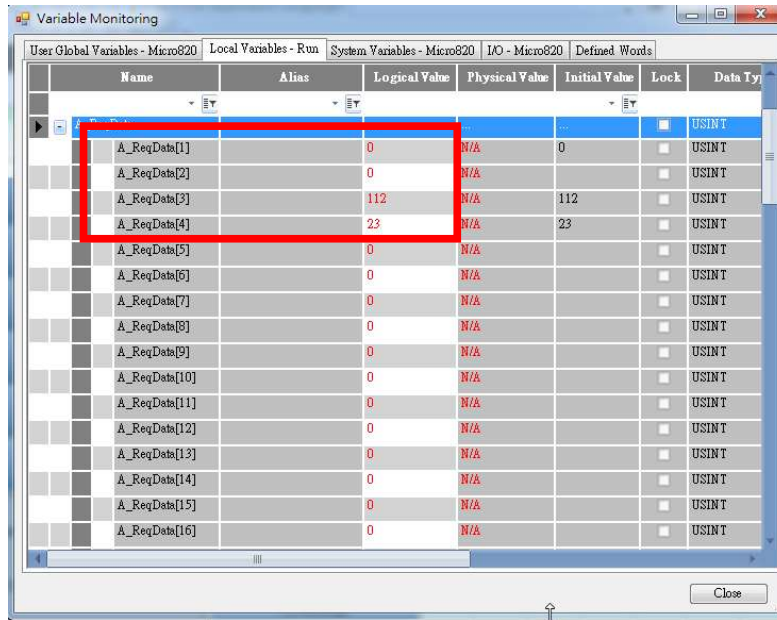 Variable Monitoring
User Global Variables - Micro820 Local Variables - Run System Variables - Micro820 I/O - Micro820 Defined Words
Name Alias Logical Value Physical Value Initial Value Lock Data Ty
... ... USINT
A_ReqData[1] 0 N/A 0 USINT
A_ReqData[2] 0 N/A USINT
A_ReqData[3] 112 N/A 112 USINT
A_ReqData[4] 23 N/A 23 USINT
A_ReqData[5] 0 N/A USINT
A_ReqData[6] 0 N/A USINT
A_ReqData[7] 0 N/A USINT
A_ReqData[8] 0 N/A USINT
A_ReqData[9] 0 N/A USINT
A_ReqData[10] 0 N/A USINT
A_ReqData[11] 0 N/A USINT
A_ReqData[12] 0 N/A USINT
A_ReqData[13] 0 N/A USINT
A_ReqData[14] 0 N/A USINT
A_ReqData[15] 0 N/A USINT
A_ReqData[16] 0 N/A USINT
Close